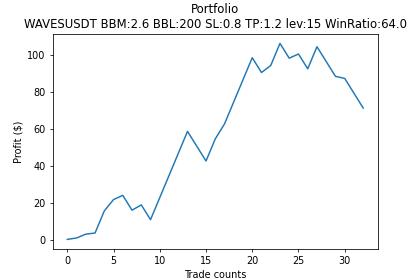 Portfolio
WAVESUSDT BBM:2.6 BBL:200 SL:0.8 TP:1.2 lev:15 WinRatio:64.0
100
80
60
40
20
0
Profit ($)
0 5 10 15 20 25 30
Trade counts